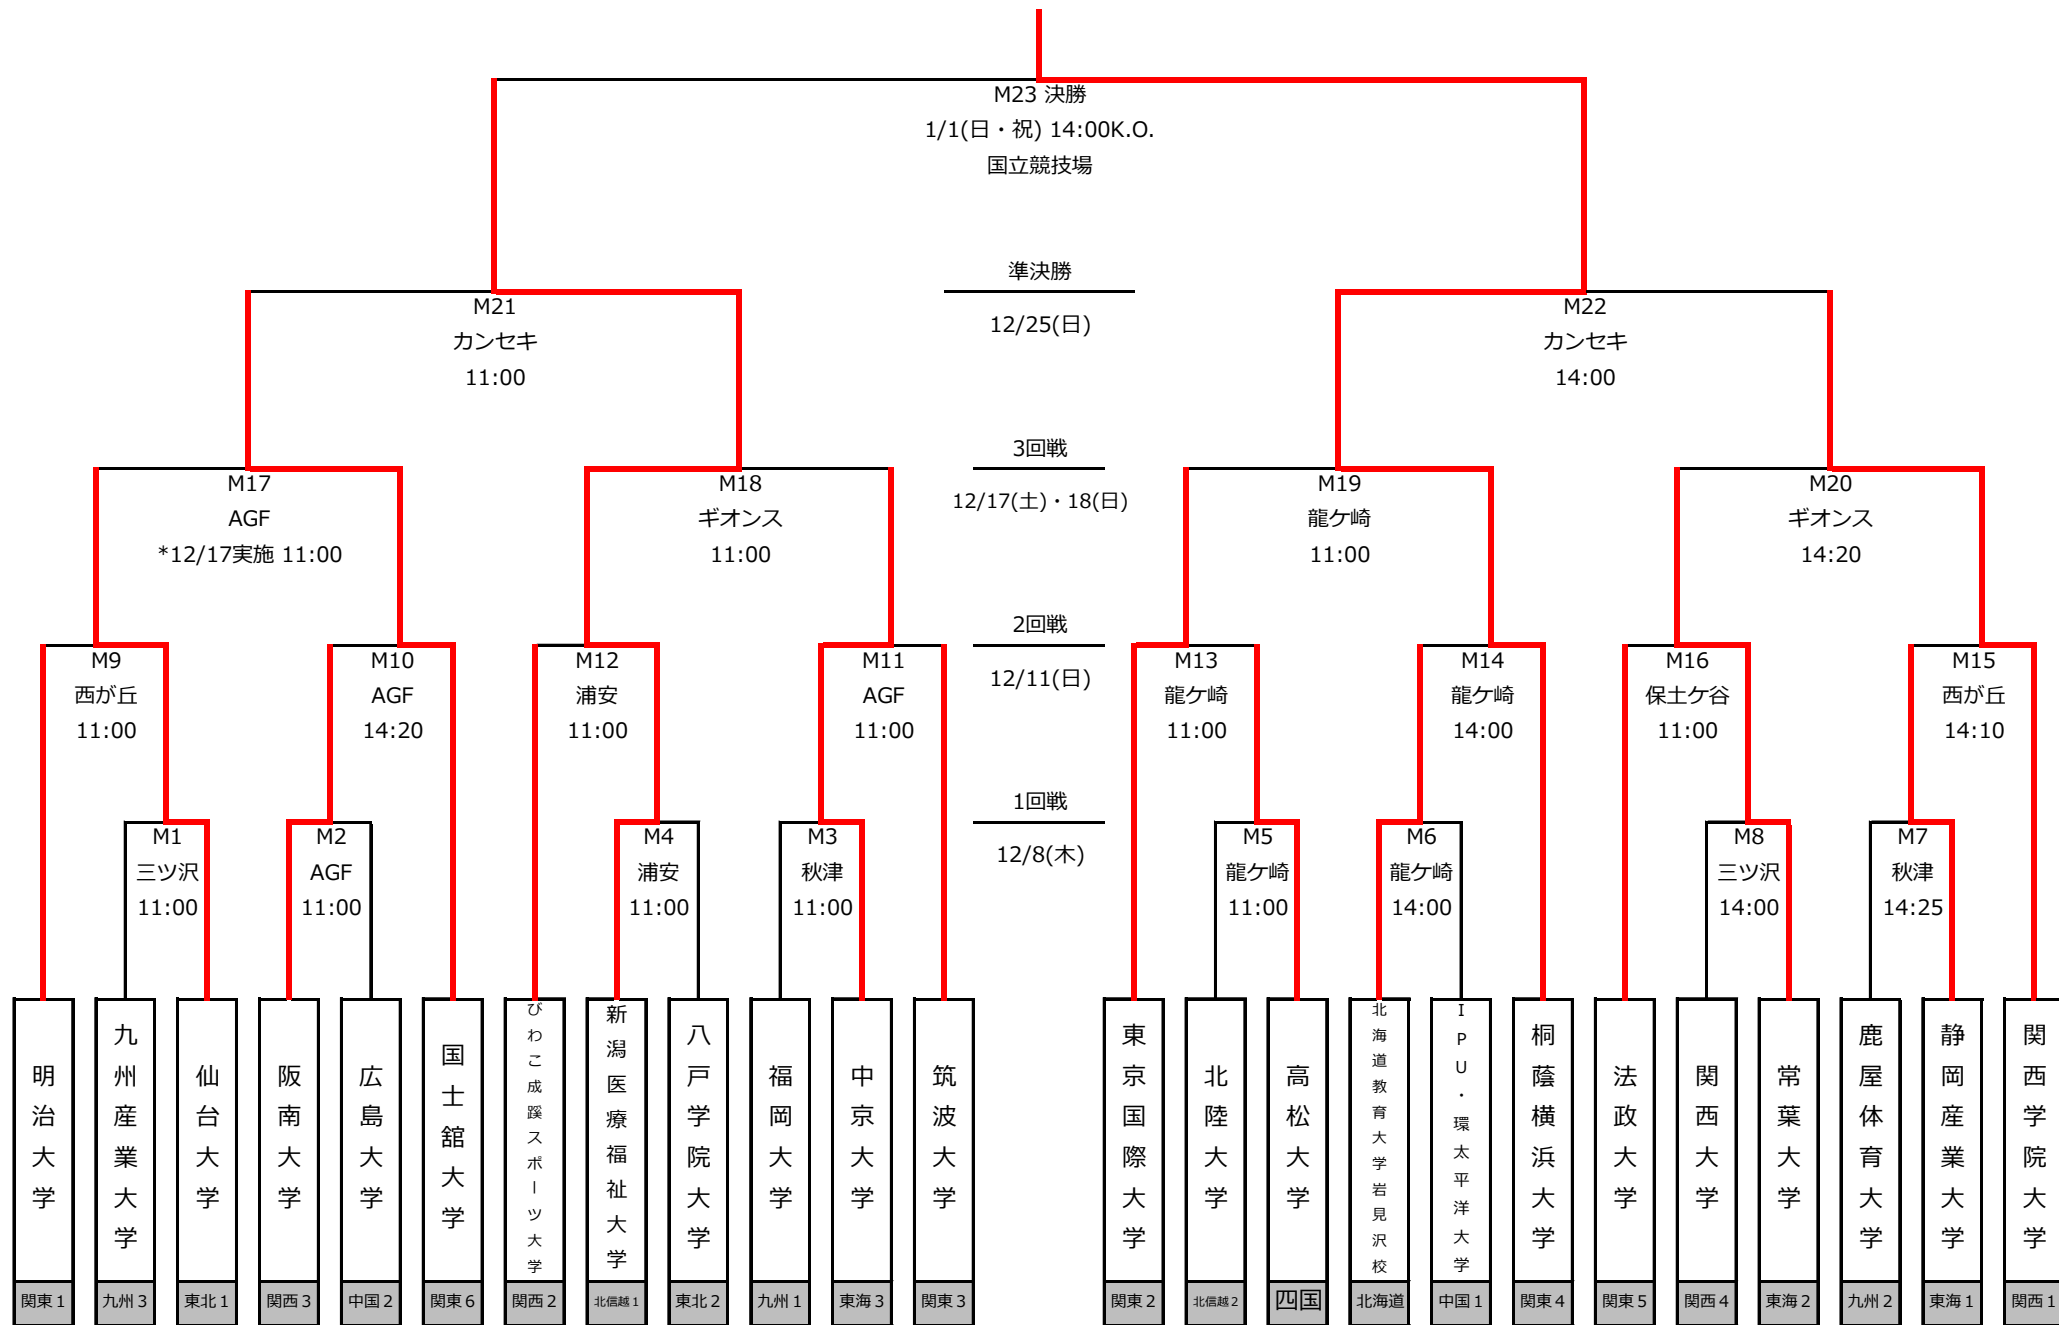 M23 決勝
1/1(日・祝) 14:00K.O.
国立競技場
準決勝
12/25(日)
M21
カンセキ
11:00
M22
カンセキ
14:00
3回戦
12/17(土)・18(日)
M17
AGF
*12/17実施 11:00
M18
ギオンス
11:00
M19
龍ケ崎
11:00
M20
ギオンス
14:20
2回戦
12/11(日)
M9
西が丘
11:00
M10
AGF
14:20
M12
浦安
11:00
M11
AGF
11:00
M13
龍ケ崎
11:00
M14
龍ケ崎
14:00
M16
保土ケ谷
11:00
M15
西が丘
14:10
1回戦
12/8(木)
M1
三ツ沢
11:00
M2
AGF
11:00
M4
浦安
11:00
M3
秋津
11:00
M5
龍ケ崎
11:00
M6
龍ケ崎
14:00
M8
三ツ沢
14:00
M7
秋津
14:25
明治大学
九州産業大学
仙台大学
阪南大学
広島大学
国士舘大学
びわこ成蹊スポーツ大学
新潟医療福祉大学
八戸学院大学
福岡大学
中京大学
筑波大学
東京国際大学
北陸大学
高松大学
北海道教育大学岩見沢校
IPU・環太平洋大学
桐蔭横浜大学
法政大学
関西大学
常葉大学
鹿屋体育大学
静岡産業大学
関西学院大学
関東1
九州3
東北1
関西3
中国2
関東6
関西2
北信越1
東北2
九州1
東海3
関東3
関東2
北信越2
四国
北海道
中国1
関東4
関東5
関西4
東海2
九州2
東海1
関西1